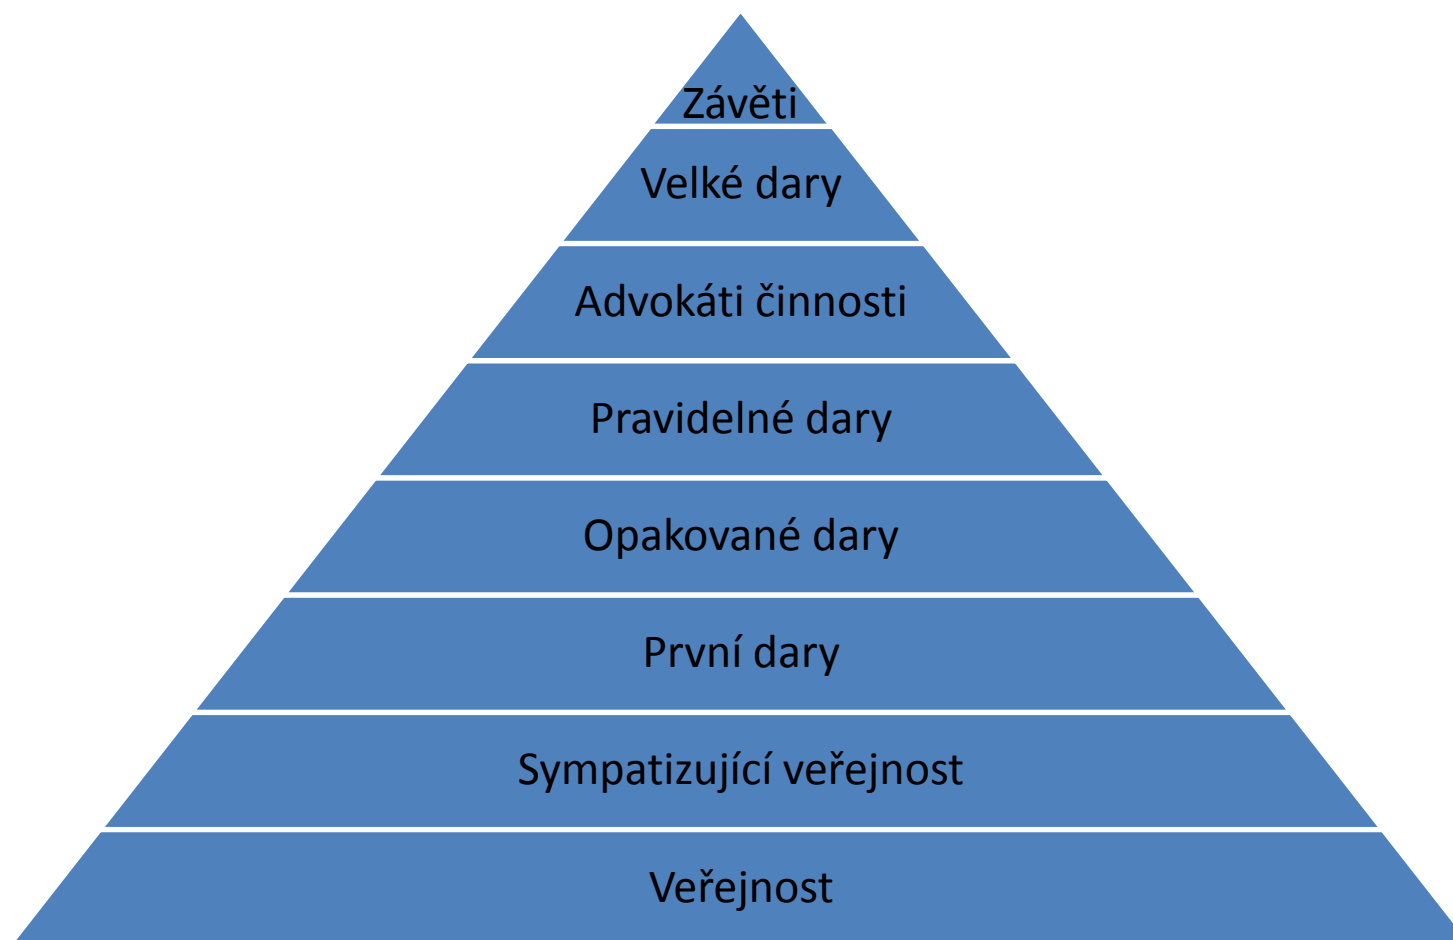 Závěti
Velké dary
Advokáti činnosti
Pravidelné dary
Opakované dary
První dary
Sympatizující veřejnost
Veřejnost